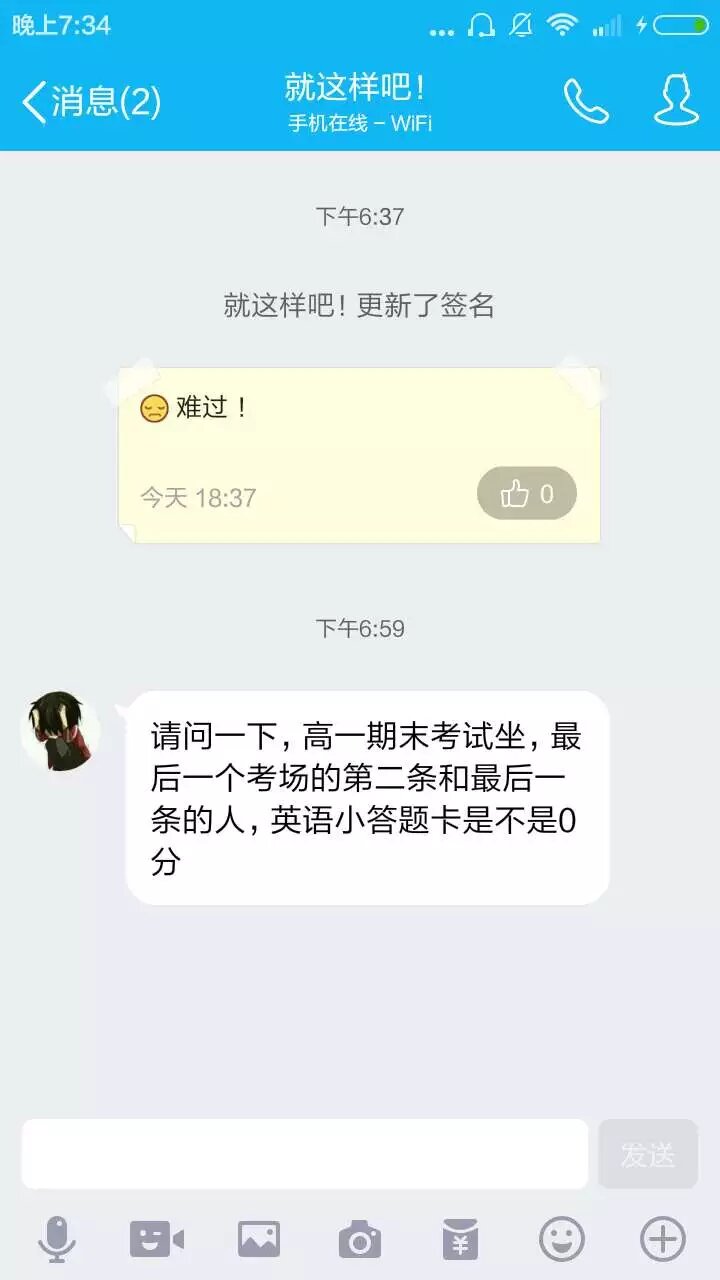 晚上7:34
消息(2)
就这样吧！
手机在线 - WiFi
下午6:37
就这样吧！更新了签名
难过！
今天 18:37
0
下午6:59
请问一下，高一期末考试坐，最
后一个考场的第二条和最后一
条的人，英语小答题卡是不是0
分
发送